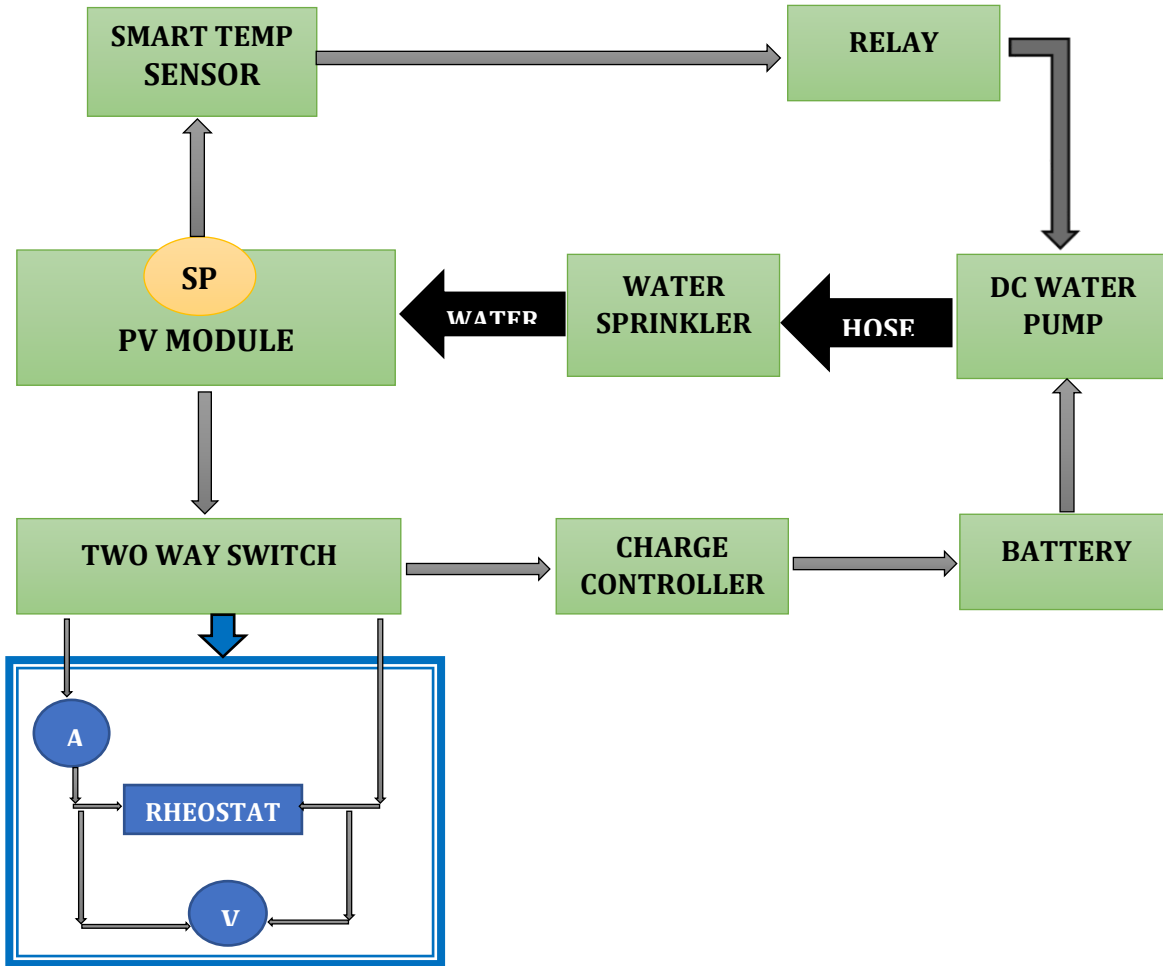 SMART TEMP
SENSOR
RELAY
SP
PV MODULE
WATER
WATER
SPRINKLER
HOSE
DC WATER
PUMP
TWO WAY SWITCH
CHARGE
CONTROLLER
BATTERY
A
RHEOSTAT
V